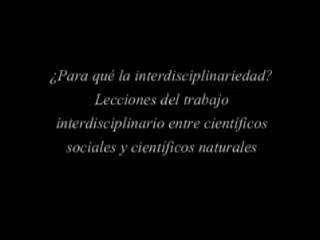 ¿Para qué la interdisciplinariedad?
Lecciones del trabajo
interdisciplinario entre científicos
sociales y científicos naturales